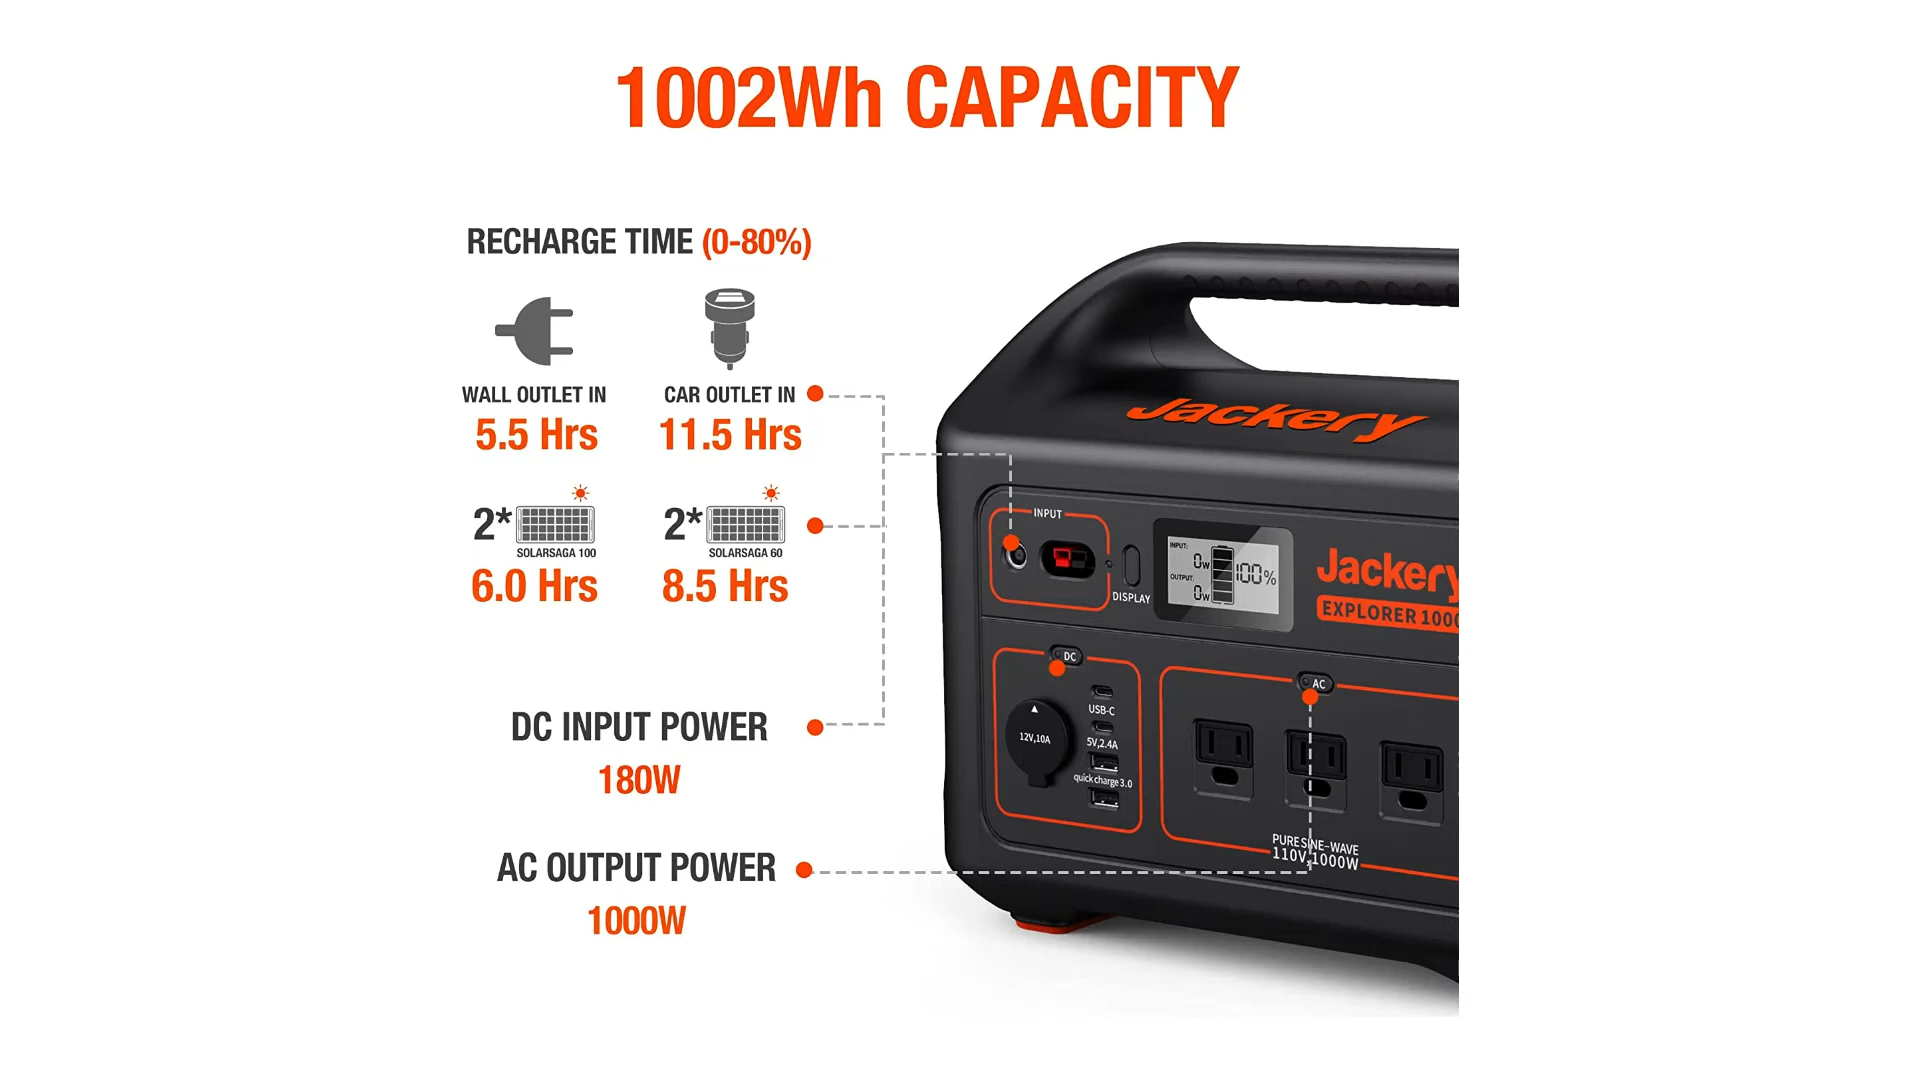 1002Wh CAPACITY
RECHARGE TIME (0-80%)
WALL OUTLET IN
5.5 Hrs
CAR OUTLET IN
11.5 Hrs
2*
SOLARSAGA 100
6.0 Hrs
2*
SOLARSAGA 60
8.5 Hrs
DC INPUT POWER
180W
AC OUTPUT POWER
1000W
Jackery
INPUT
DISPLAY
INPUT:
0w
OUTPUT:
0w
100%
Jackery
EXPLORER 1000
DC
12V,10A
USB-C
5V,2.4A
quick charge 3.0
AC
PURE SINE-WAVE
110V,1000W